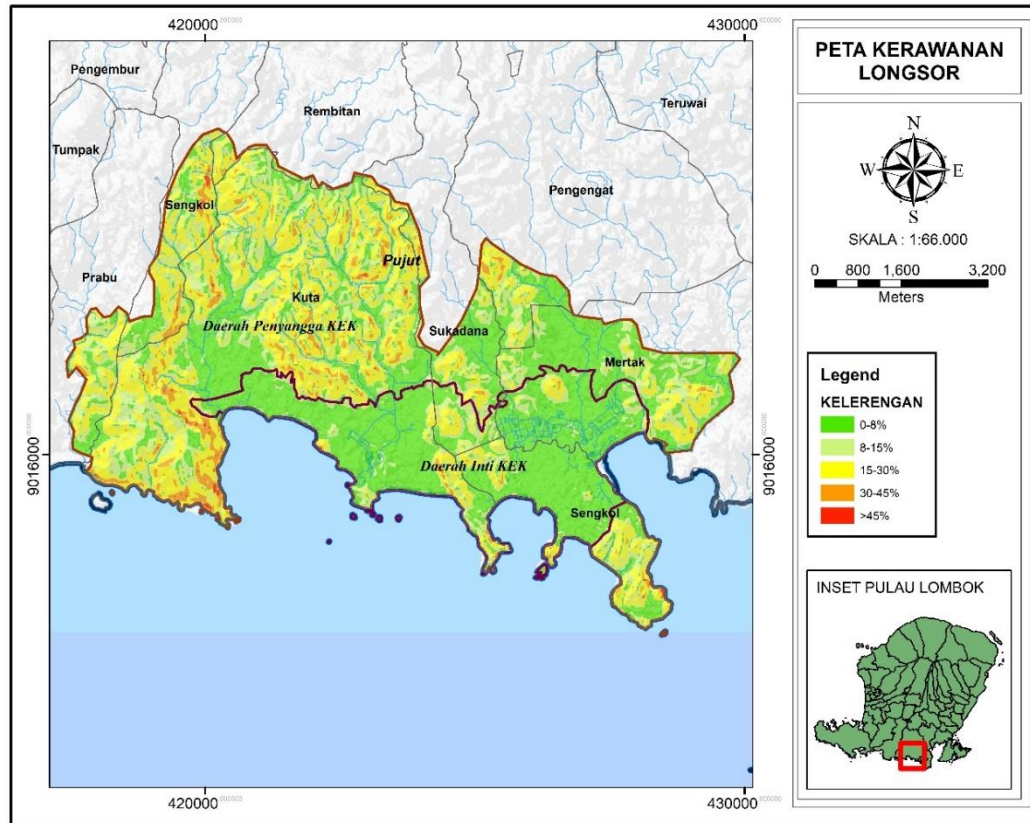 420000
430000
Pengembur
Rembitan
Teruwai
Tumpak
Pengengat
Sengkol
Pujut
Prabu
Kuta
Daerah Penyangga KEK
Sukadana
Mertak
9016000
9016000
Daerah Inti KEK
Sengkol
420000
430000
PETA KERAWANAN
LONGSOR
N
W E
S
SKALA : 1:66.000
0 800 1,600 3,200
Meters
Legend
KELERENGAN
0-8%
8-15%
15-30%
30-45%
>45%
INSET PULAU LOMBOK